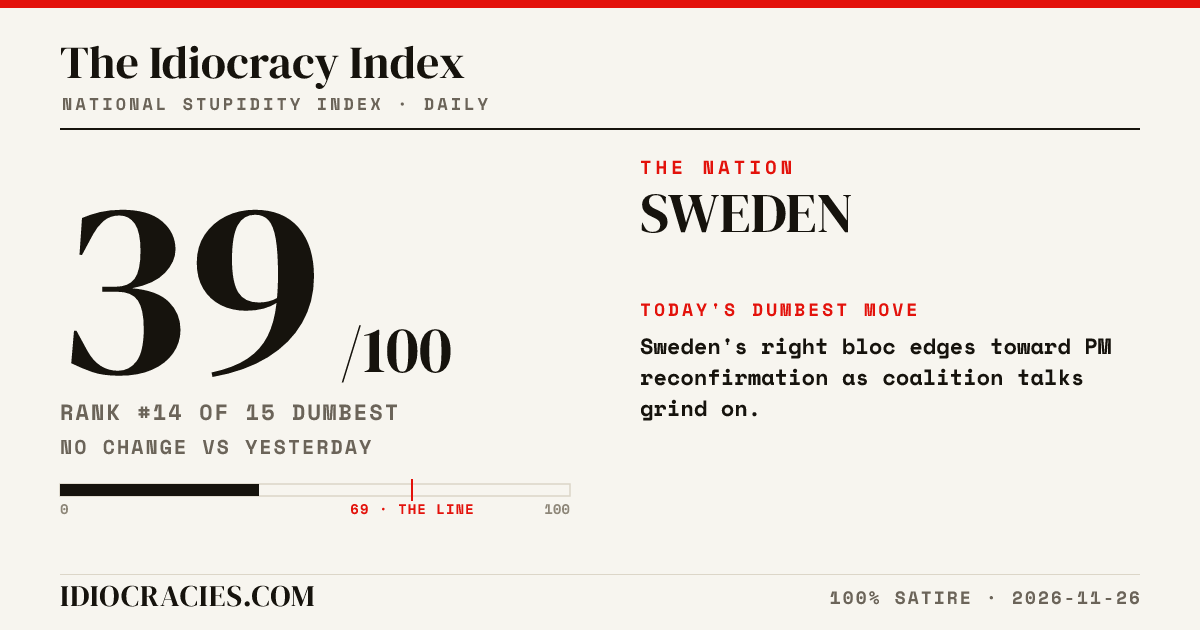 The Idiocracy Index
NATIONAL STUPIDITY INDEX · DAILY
39 /100
RANK #14 OF 15 DUMBEST
NO CHANGE VS YESTERDAY
0
69 · THE LINE
100
THE NATION
SWEDEN
TODAY'S DUMBEST MOVE
Sweden's right bloc edges toward PM
reconfirmation as coalition talks
grind on.
IDIOCRACIES.COM
100% SATIRE · 2026-11-26